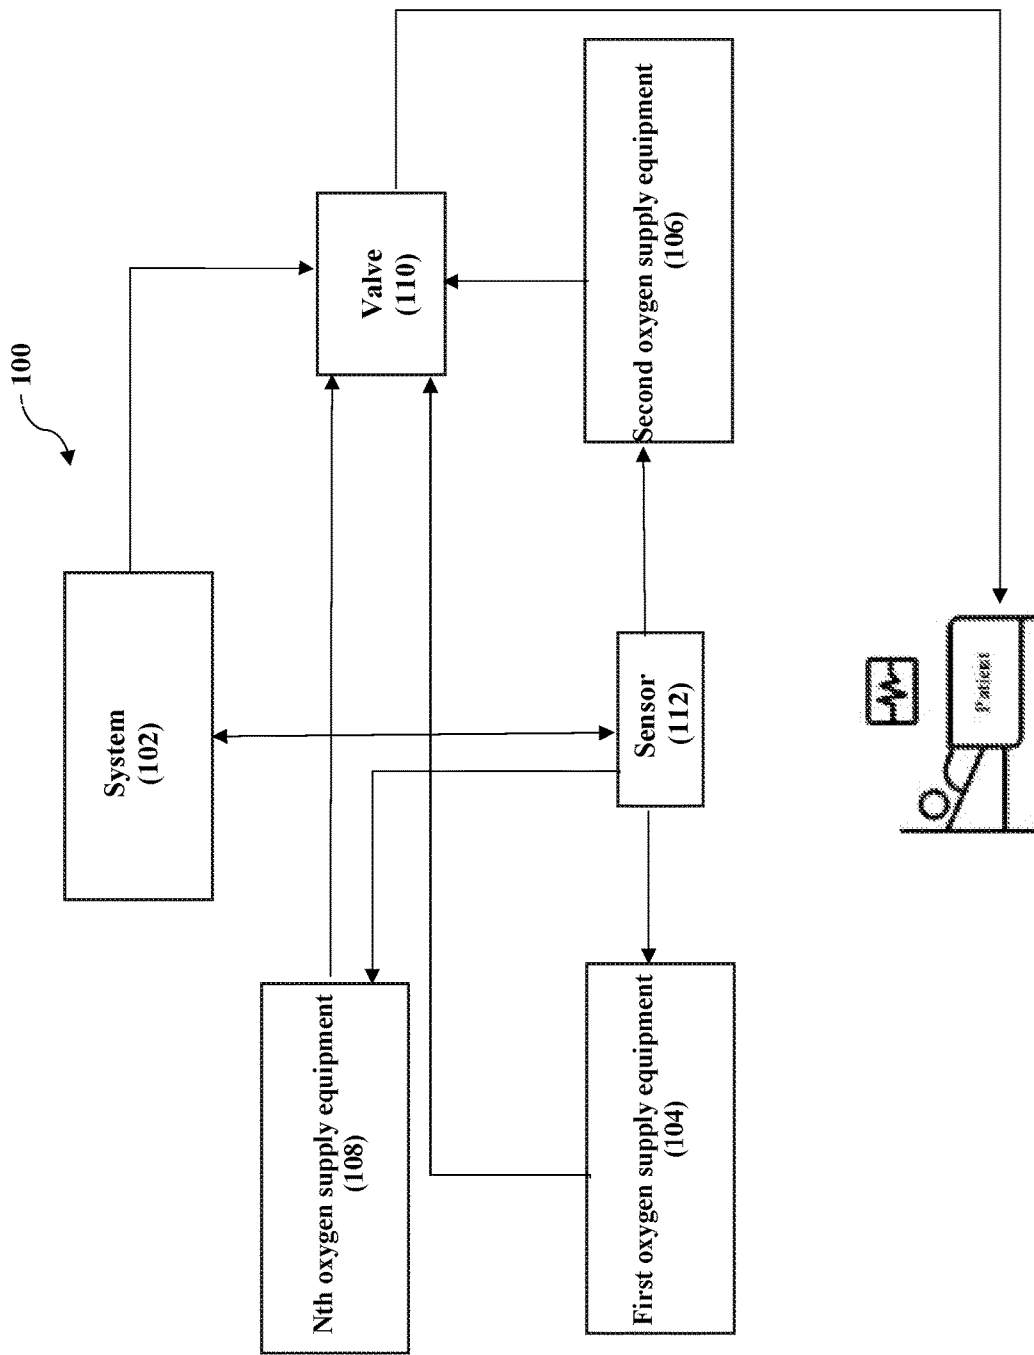 100
System
(102)
Nth oxygen supply equipment
(108)
Valve
(110)
Sensor
(112)
First oxygen supply equipment
(104)
Second oxygen supply equipment
(106)
Patient